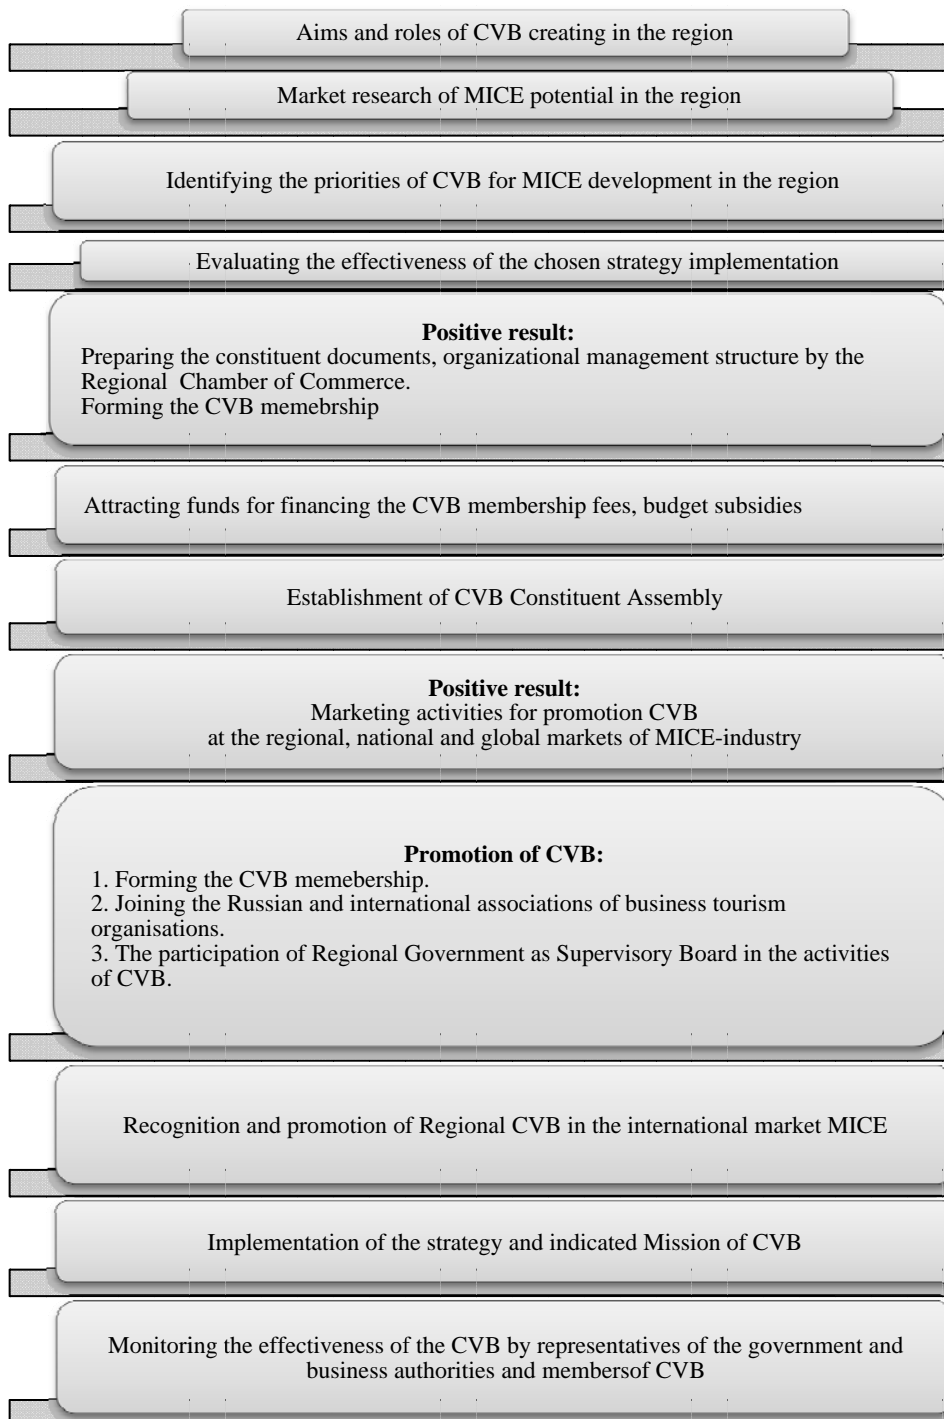 Aims and roles of CVB creating in the region
Market research of MICE potential in the region
Identifying the priorities of CVB for MICE development in the region
Evaluating the effectiveness of the chosen strategy implementation
Positive result:
Preparing the constituent documents, organizational management structure by the
Regional Chamber of Commerce.
Forming the CVB memebrship
Attracting funds for financing the CVB membership fees, budget subsidies
Establishment of CVB Constituent Assembly
Positive result:
Marketing activities for promotion CVB
at the regional, national and global markets of MICE-industry
Promotion of CVB:
1. Forming the CVB memebership.
2. Joining the Russian and international associations of business tourism
organisations.
3. The participation of Regional Government as Supervisory Board in the activities
of CVB.
Recognition and promotion of Regional CVB in the international market MICE
Implementation of the strategy and indicated Mission of CVB
Monitoring the effectiveness of the CVB by representatives of the government and
business authorities and membersof CVB